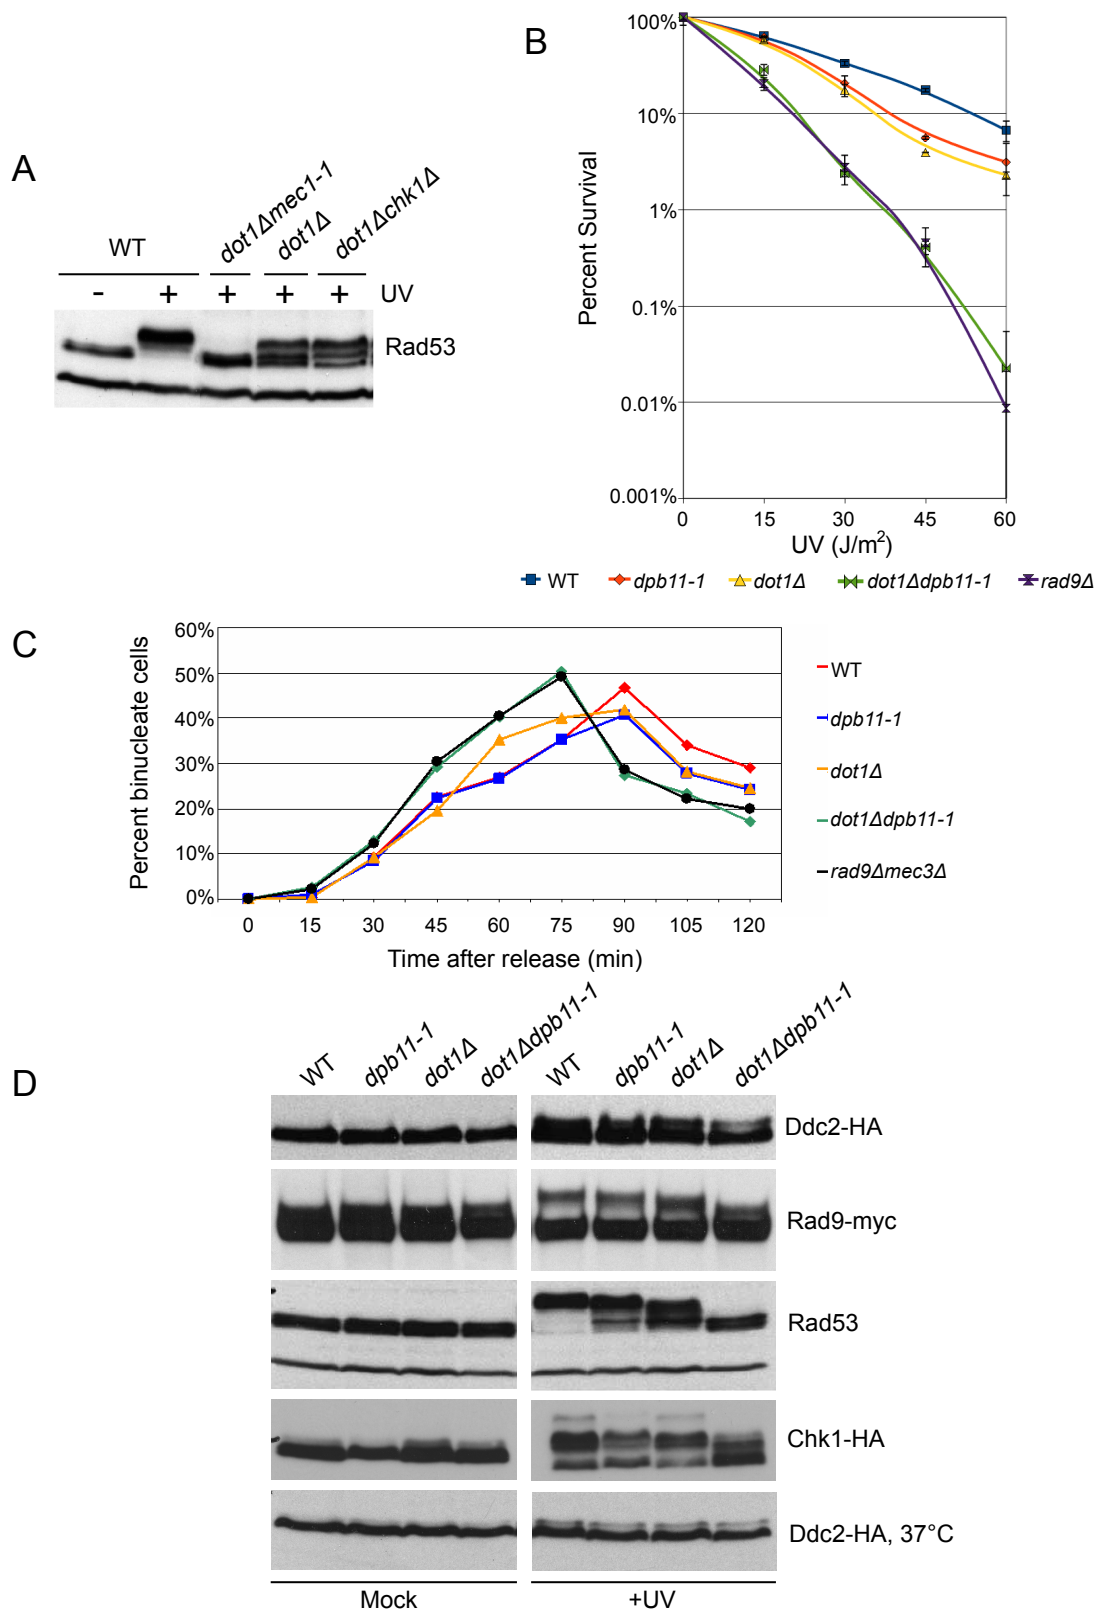 A
WT
dot1Δmec1-1
dot1Δ
dot1Δchk1Δ
- + + + + UV
Rad53
B
Percent Survival
100%
10%
1%
0.1%
0.01%
0.001%
0 15 30 45 60
UV (J/m²)
WT dpb11-1 dot1Δ dot1Δdpb11-1 rad9Δ
C
Percent binucleate cells
60%
50%
40%
30%
20%
10%
0%
0 15 30 45 60 75 90 105 120
Time after release (min)
WT
dpb11-1
dot1Δ
dot1Δdpb11-1
rad9Δmec3Δ
D
WT dpb11-1 dot1Δ dot1Δdpb11-1 WT dpb11-1 dot1Δ dot1Δdpb11-1
Ddc2-HA
Rad9-myc
Rad53
Chk1-HA
Ddc2-HA, 37°C
Mock +UV